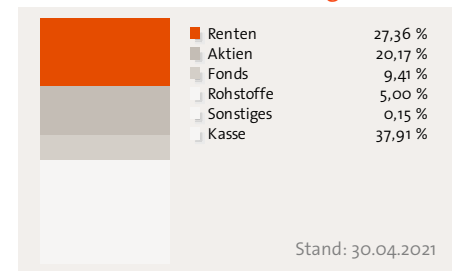 Renten 27,36 %
Aktien 20,17 %
Fonds 9,41 %
Rohstoffe 5,00 %
Sonstiges 0,15 %
Kasse 37,91 %
Stand: 30.04.2021